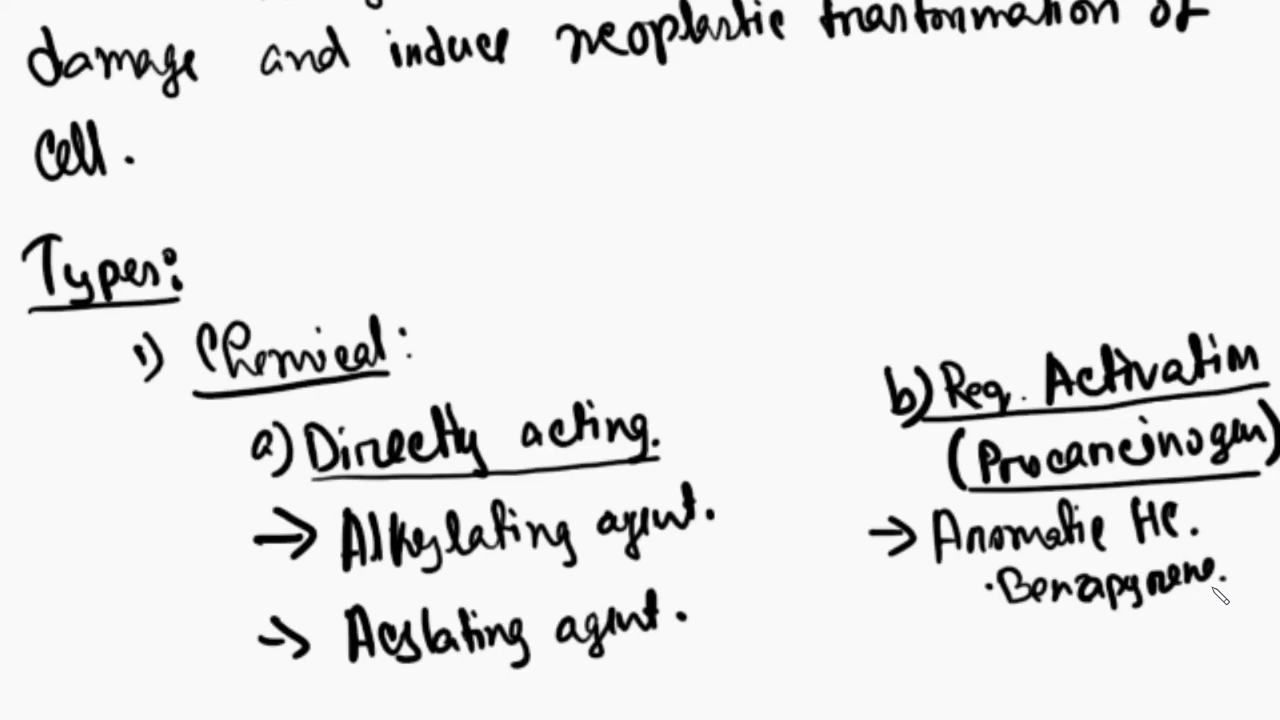 damage and induce neoplastic transformation of
cell.
Types:
1) Chemical:
a) Directly acting.
→ Alkylating agent.
→ Acylating agent.
b) Req. Activation
(Procarcinogen)
→ Aromatic HC.
· Benzapyrene.